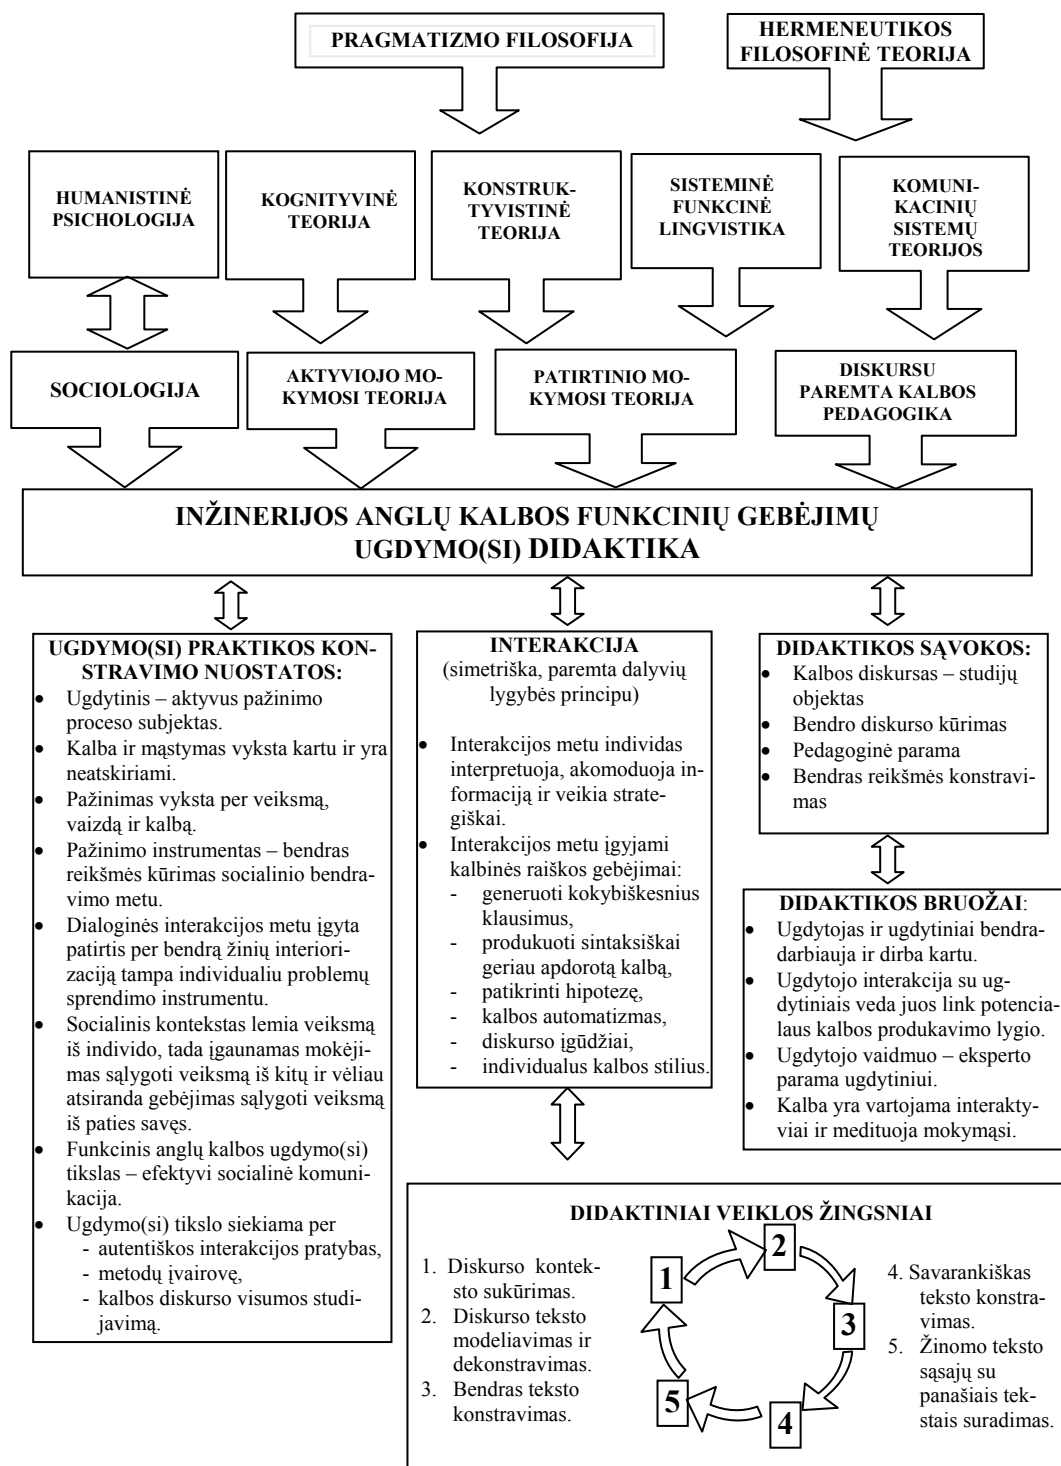 PRAGMATIZMO FILOSOFIJA
HERMENEUTIKOS
FILOSOFINĖ TEORIJA
HUMANISTINĖ
PSICHOLOGIJA
KOGNITYVINĖ
TEORIJA
KONSTRUK-
TYVISTINĖ
TEORIJA
SISTEMINĖ
FUNKCINĖ
LINGVISTIKA
KOMUNI-
KACINIŲ
SISTEMŲ
TEORIJOS
SOCIOLOGIJA
AKTYVIOJO MO-
KYMOSI TEORIJA
PATIRTINIO MO-
KYMOSI TEORIJA
DISKURSU
PAREMTA KALBOS
PEDAGOGIKA
INŽINERIJOS ANGLŲ KALBOS FUNKCINIŲ GEBĖJIMŲ
UGDYMO(SI) DIDAKTIKA
UGDYMO(SI) PRAKTIKOS KON-
STRAVIMO NUOSTATOS:
• Ugdytinis – aktyvus pažinimo
proceso subjektas.
• Kalba ir mąstymas vyksta kartu ir yra
neatskiriami.
• Pažinimas vyksta per veiksmą,
vaizdą ir kalbą.
• Pažinimo instrumentas – bendras
reikšmės kūrimas socialinio bendra-
vimo metu.
• Dialoginės interakcijos metu įgyta
patirtis per bendrą žinių interiori-
zaciją tampa individualiu problemų
sprendimo instrumentu.
• Socialinis kontekstas lemia veiksmą
iš individo, tada įgaunamas mokėji-
mas sąlygoti veiksmą iš kitų ir vėliau
atsiranda gebėjimas sąlygoti veiksmą
iš paties savęs.
• Funkcinis anglų kalbos ugdymo(si)
tikslas – efektyvi socialinė komuni-
kacija.
• Ugdymo(si) tikslo siekiama per
- autentiškos interakcijos pratybas,
- metodų įvairovę,
- kalbos diskurso visumos studi-
javimą.
INTERAKCIJA
(simetriška, paremta dalyvių
lygybės principu)
• Interakcijos metu individas
interpretuoja, akomoduoja in-
formaciją ir veikia strate-
giškai.
• Interakcijos metu įgyjami
kalbinės raiškos gebėjimai:
- generuoti kokybiškesnius
klausimus,
- produkuoti sintaksiškai
geriau apdorotą kalbą,
- patikrinti hipotezę,
- kalbos automatizmas,
- diskurso įgūdžiai,
- individualus kalbos stilius.
DIDAKTIKOS SĄVOKOS:
• Kalbos diskursas – studijų
objektas
• Bendro diskurso kūrimas
• Pedagoginė parama
• Bendras reikšmės konstravi-
mas
DIDAKTIKOS BRUOŽAI:
• Ugdytojas ir ugdytiniai bendra-
darbiauja ir dirba kartu.
• Ugdytojo interakcija su ug-
dytiniais veda juos link potencia-
laus kalbos produkavimo lygio.
• Ugdytojo vaidmuo – eksperto
parama ugdytiniui.
• Kalba yra vartojama interakty-
viai ir medituoja mokymąsi.
DIDAKTINIAI VEIKLOS ŽINGSNIAI
1. Diskurso kontek-
sto sukūrimas.
2. Diskurso teksto
modeliavimas ir
dekonstravimas.
3. Bendras teksto
konstravimas.
1
2
3
4
5
4. Savarankiškas
teksto konstra-
vimas.
5. Žinomo teksto
sąsajų su
panašiais tek-
stais suradimas.